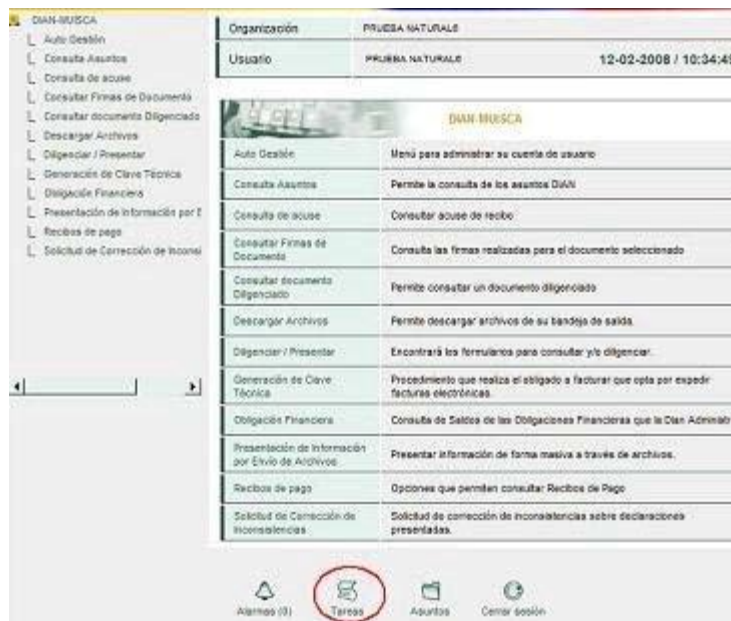 DIAN-MUISCA
Auto Gestión
Consulta Asuntos
Consulta de acuse
Consultar Firmas de Documento
Consultar documento Diligenciado
Descargar Archivos
Diligenciar / Presentar
Generación de Clave Técnica
Obligación Financiera
Presentación de Información por E
Recibos de pago
Solicitud de Corrección de Inconsi
Organización PRUEBA NATURAL6
Usuario PRUEBA NATURAL6 12-02-2008 / 10:34:45
DIAN-MUISCA
Auto Gestión Menú para administrar su cuenta de usuario
Consulta Asuntos Permite la consulta de los asuntos DIAN
Consulta de acuse Consultar acuse de recibo
Consultar Firmas de
Documento
Consulta las firmas realizadas para el documento seleccionado
Consultar documento
Diligenciado
Permite consultar un documento diligenciado
Descargar Archivos Permite descargar archivos de su bandeja de salida.
Diligenciar / Presentar Encontrará los formularios para consultar y/o diligenciar.
Generación de Clave
Técnica
Procedimiento que realiza el obligado a facturar que opta por expedir
facturas electrónicas.
Obligación Financiera Consulta de Saldos de las Obligaciones Financieras que la Dian Administr
Presentación de Información
por Envío de Archivos
Presentar información de forma masiva a través de archivos.
Recibos de pago Opciones que permiten consultar Recibos de Pago
Solicitud de Corrección de
Inconsistencias
Solicitud de corrección de inconsistencias sobre declaraciones
presentadas.
Alarmas (0) Tareas Asuntos Cerrar sesión